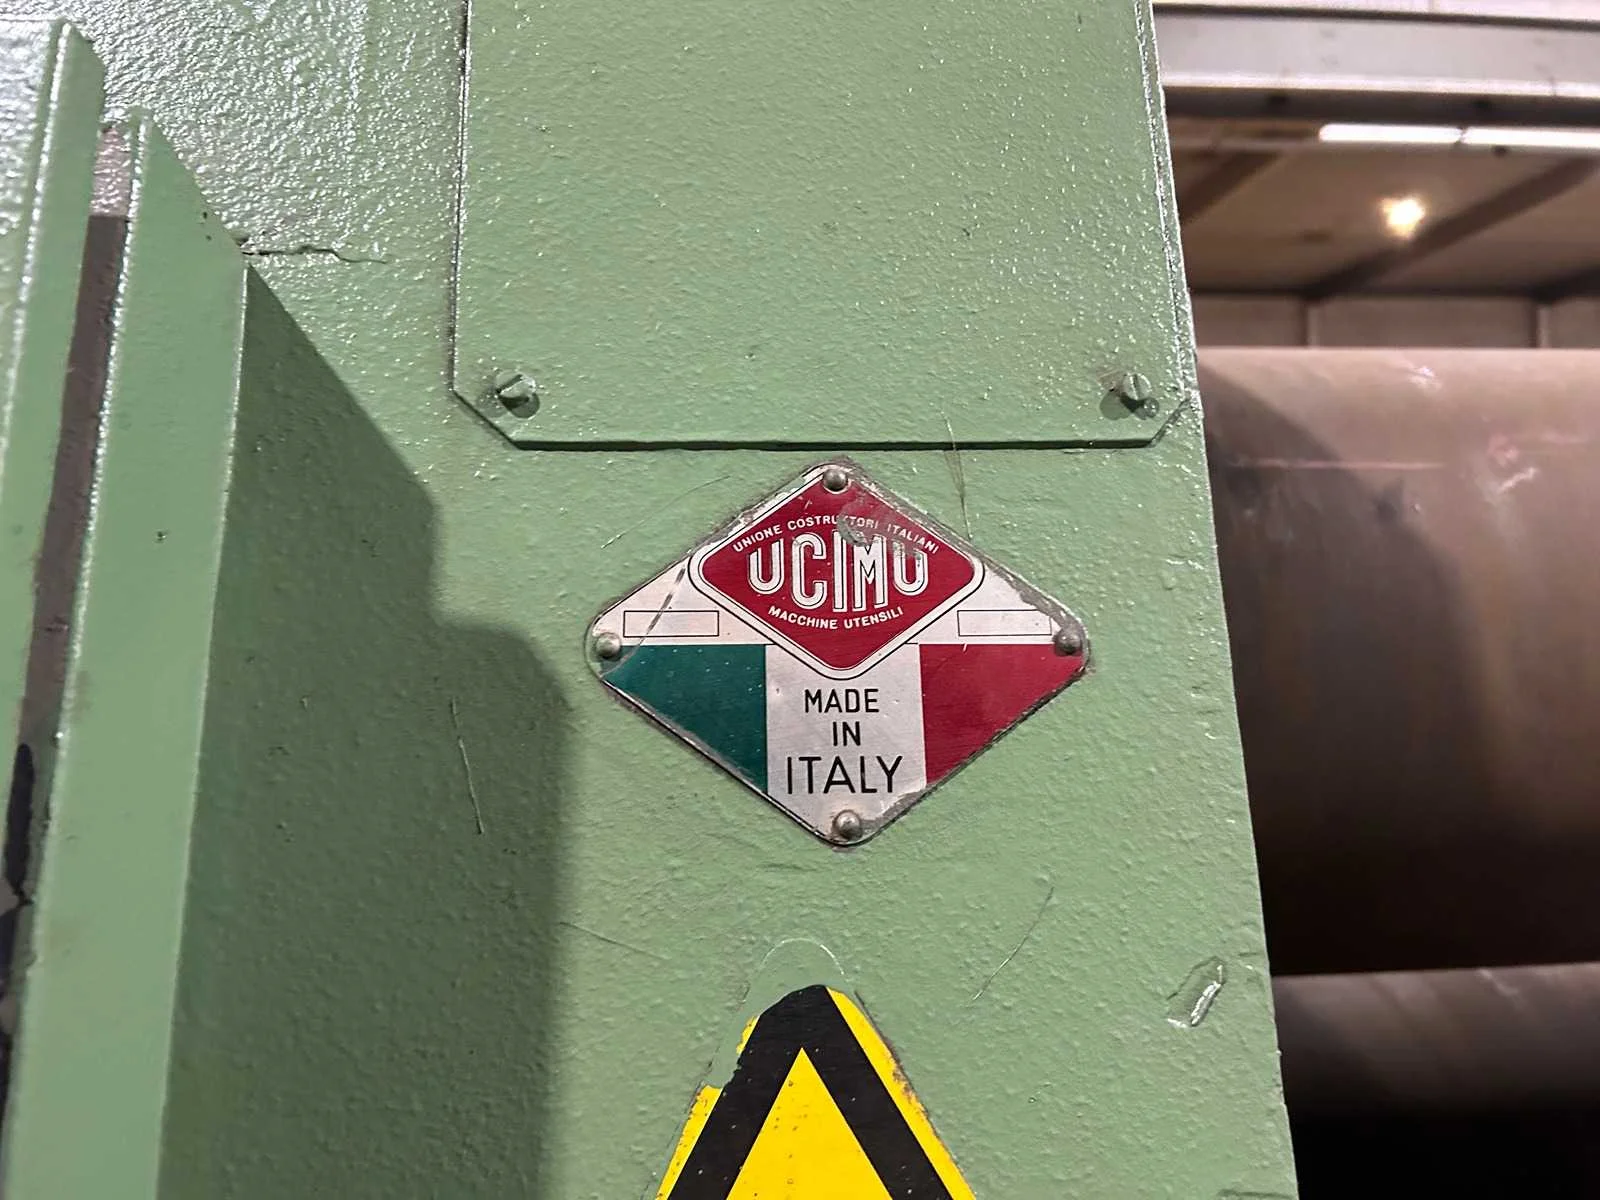 UNIONE COSTRUTTORI ITALIANI
UCIMU
MACCHINE UTENSILI
MADE
IN
ITALY